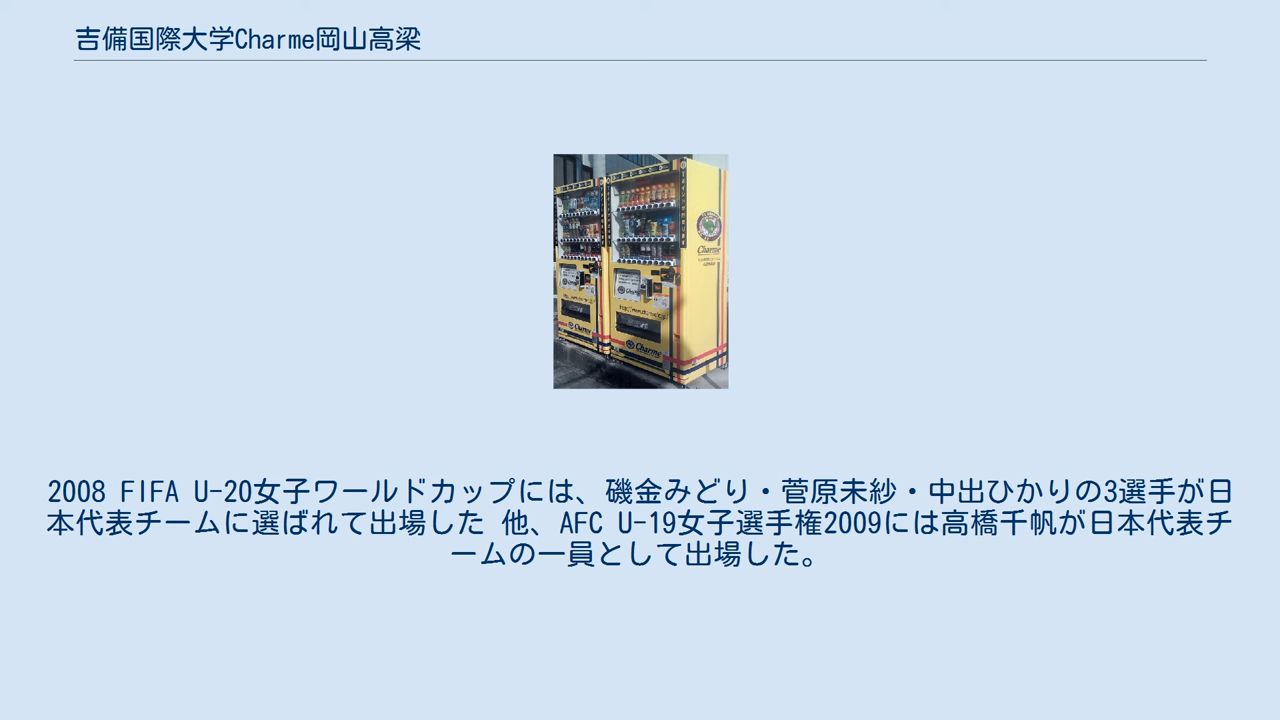 吉備国際大学Charme岡山高梁
Charme
Charme
Charme
2008 FIFA U-20女子ワールドカップには、磯金みどり・菅原未紗・中出ひかりの3選手が日
本代表チームに選ばれて出場した 他、AFC U-19女子選手権2009には高橋千帆が日本代表チ
ームの一員として出場した。